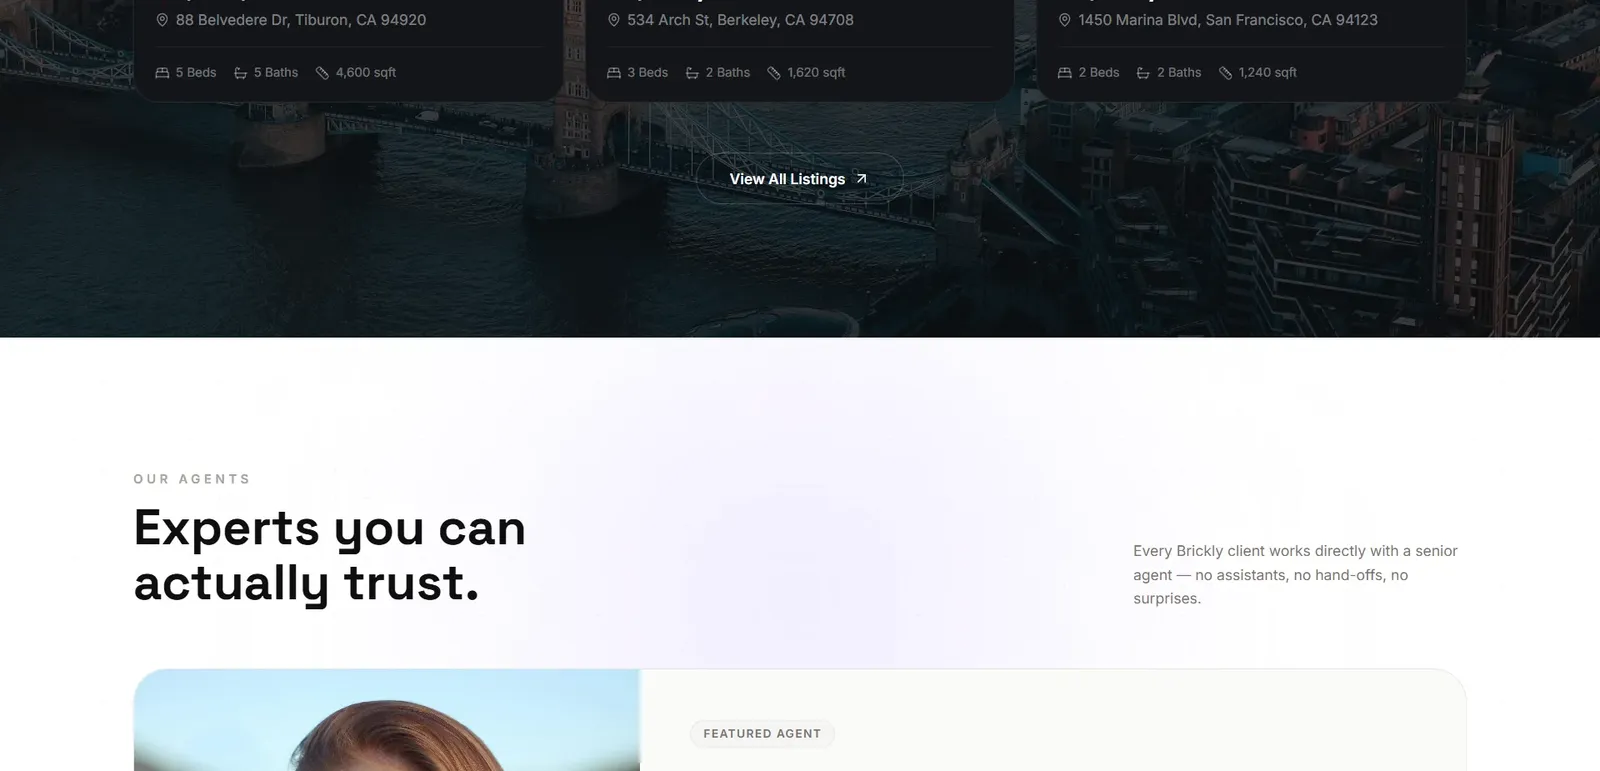 88 Belvedere Dr, Tiburon, CA 94920
5 Beds 5 Baths 4,600 sqft
534 Arch St, Berkeley, CA 94708
3 Beds 2 Baths 1,620 sqft
1450 Marina Blvd, San Francisco, CA 94123
2 Beds 2 Baths 1,240 sqft
View All Listings
OUR AGENTS
Experts you can
actually trust.
Every Brickly client works directly with a senior
agent — no assistants, no hand-offs, no
surprises.
FEATURED AGENT